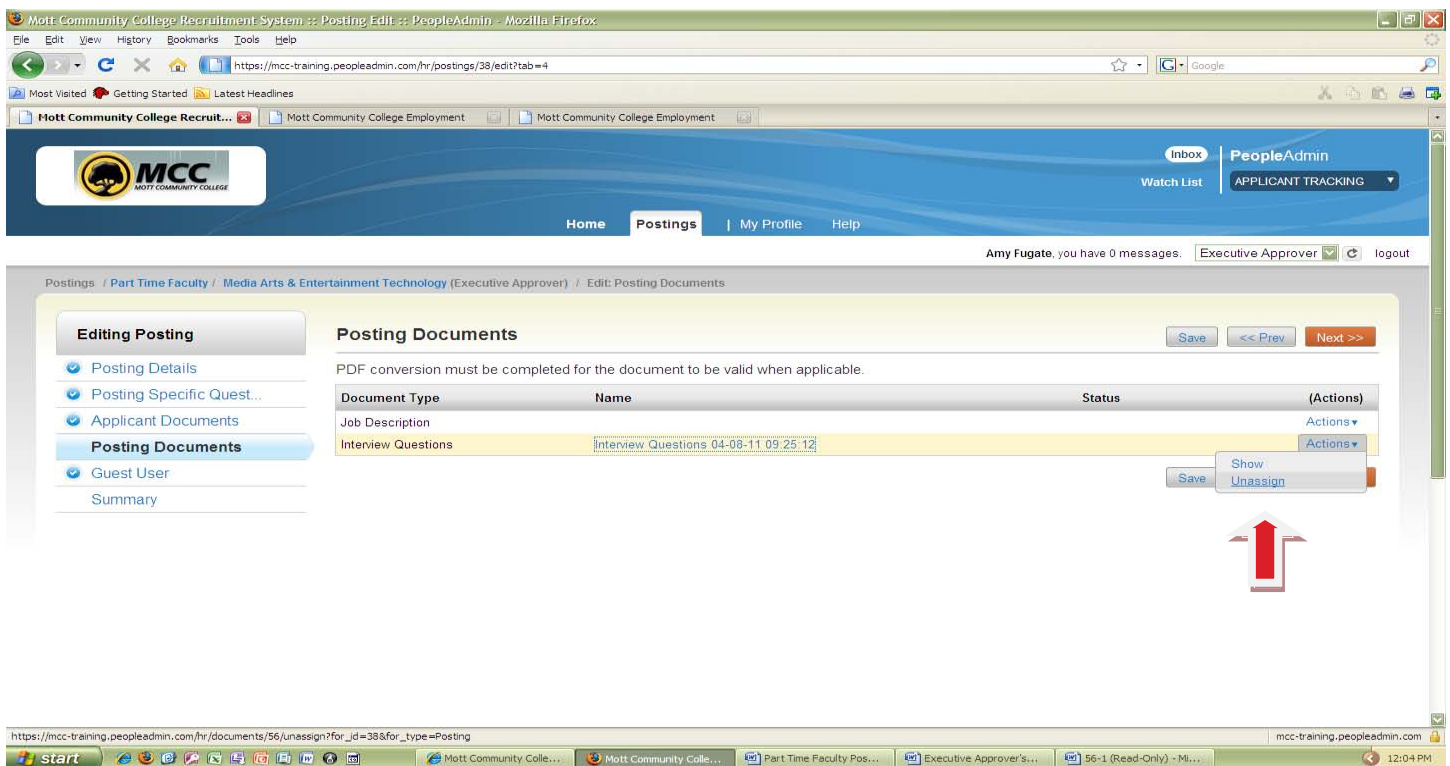 Mott Community College Recruitment System :: Posting Edit :: PeopleAdmin - Mozilla Firefox
File Edit View History Bookmarks Tools Help
https://mcc-training.peopleadmin.com/hr/postings/38/edit?tab=4
G Google
Most Visited Getting Started Latest Headlines
Mott Community College Recruit... Mott Community College Employment Mott Community College Employment
MCC
MOTT COMMUNITY COLLEGE
Inbox PeopleAdmin
Watch List APPLICANT TRACKING
Home Postings | My Profile Help
Amy Fugate, you have 0 messages. Executive Approver logout
Postings / Part Time Faculty / Media Arts & Entertainment Technology (Executive Approver) / Edit: Posting Documents
Editing Posting
Posting Details
Posting Specific Quest...
Applicant Documents
Posting Documents
Guest User
Summary
Posting Documents
Save << Prev Next >>
PDF conversion must be completed for the document to be valid when applicable.
Document Type Name Status (Actions)
Job Description Actions
Interview Questions Interview Questions 04-08-11 09:25:12 Actions
Show
Save Unassign
https://mcc-training.peopleadmin.com/hr/documents/56/unassign?for_id=38&for_type=Posting mcc-training.peopleadmin.com
start Mott Community Colle... Mott Community Colle... Part Time Faculty Pos... Executive Approver's... 56-1 (Read-Only) - Mi... 12:04 PM